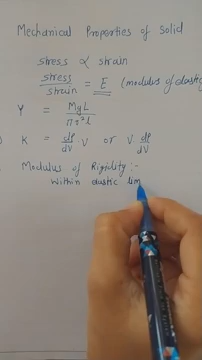 Mechanical Properties of Solid
stress ∝ strain
stress/strain = E (modulus of elastic
Y = MgL/πr²l
K = dP/dV V or V dP/dV
Modulus of Rigidity :-
Within elastic lim